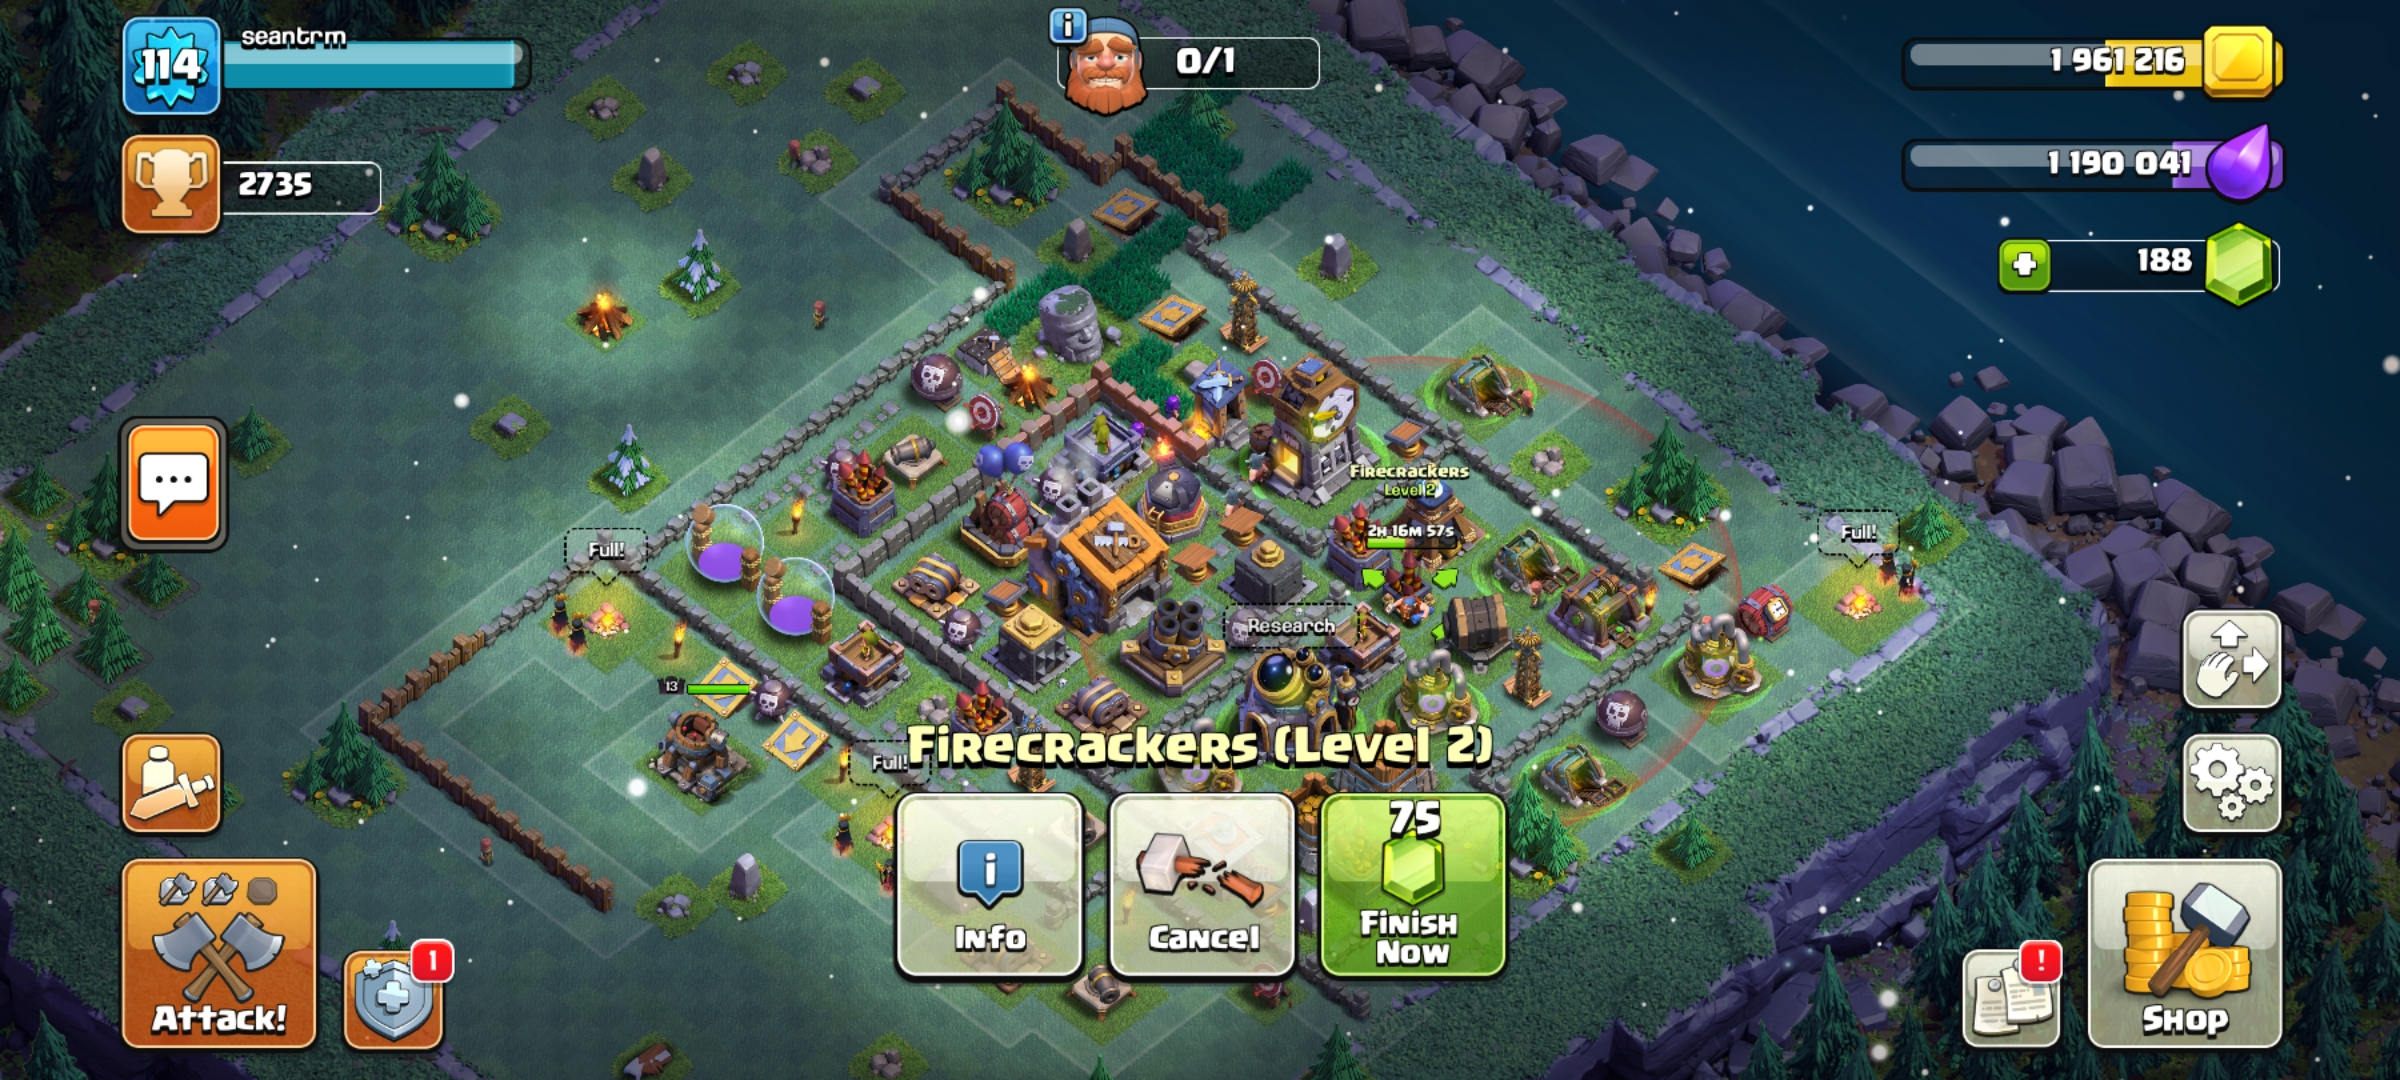 114
seantrm
0/1
1 961 216
2735
1 190 041
188
Firecrackers
Level 2
2h 16m 57s
Full!
Full!
Research
13
Full!
Firecrackers (Level 2)
Info
Cancel
75
Finish
Now
Attack!
1
!
Shop